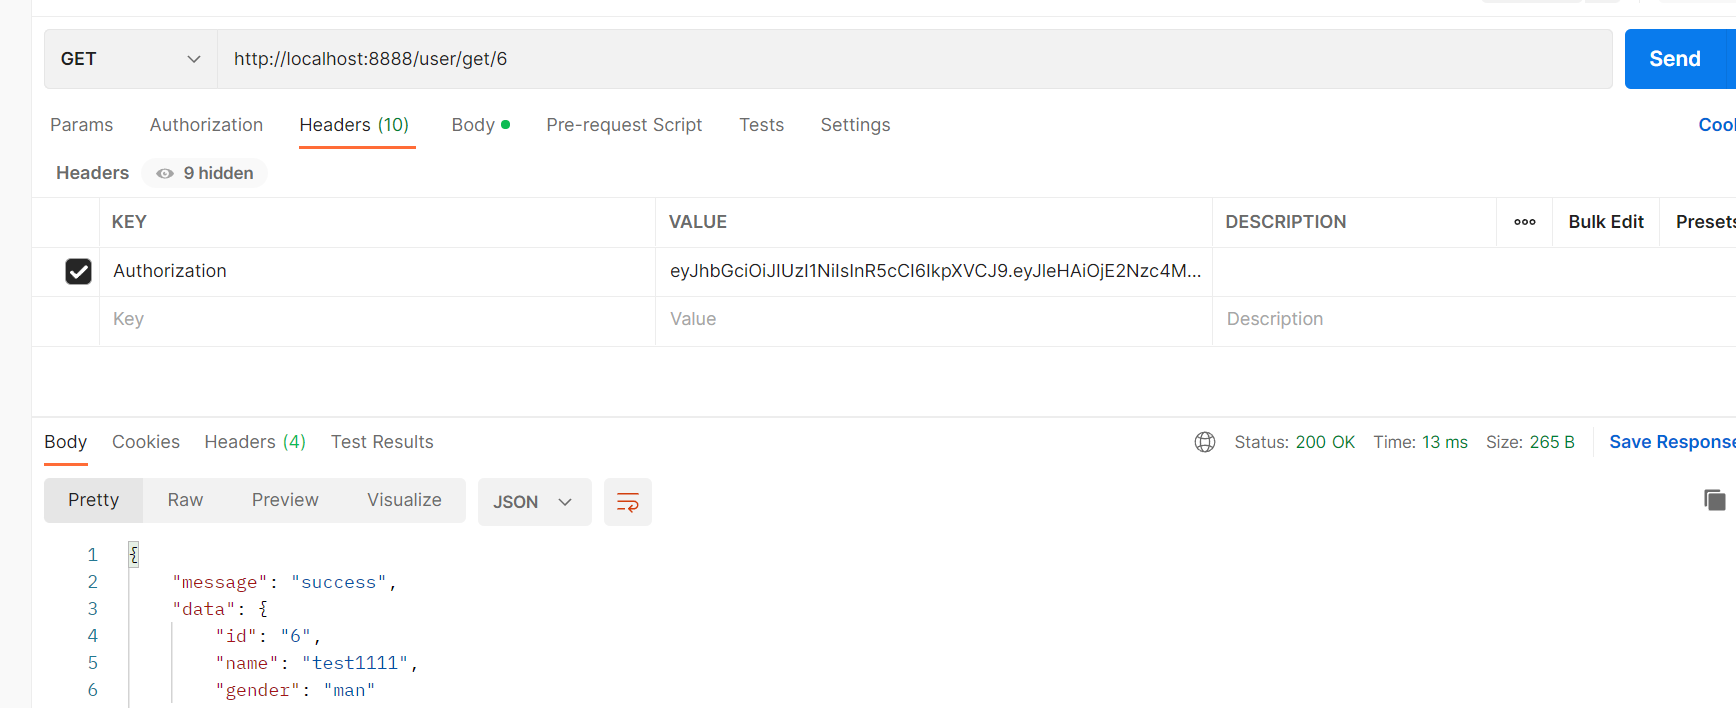 GET http://localhost:8888/user/get/6 Send
Params Authorization Headers (10) Body Pre-request Script Tests Settings Cool
Headers 9 hidden
KEY VALUE DESCRIPTION ooo Bulk Edit Presets
Authorization eyJhbGciOiJIUzI1NiIsInR5cCI6IkpXVCJ9.eyJleHAiOjE2Nzc4M...
Key Value Description
Body Cookies Headers (4) Test Results Status: 200 OK Time: 13 ms Size: 265 B Save Response
Pretty Raw Preview Visualize JSON
1 {
2 "message": "success",
3 "data": {
4 "id": "6",
5 "name": "test1111",
6 "gender": "man"